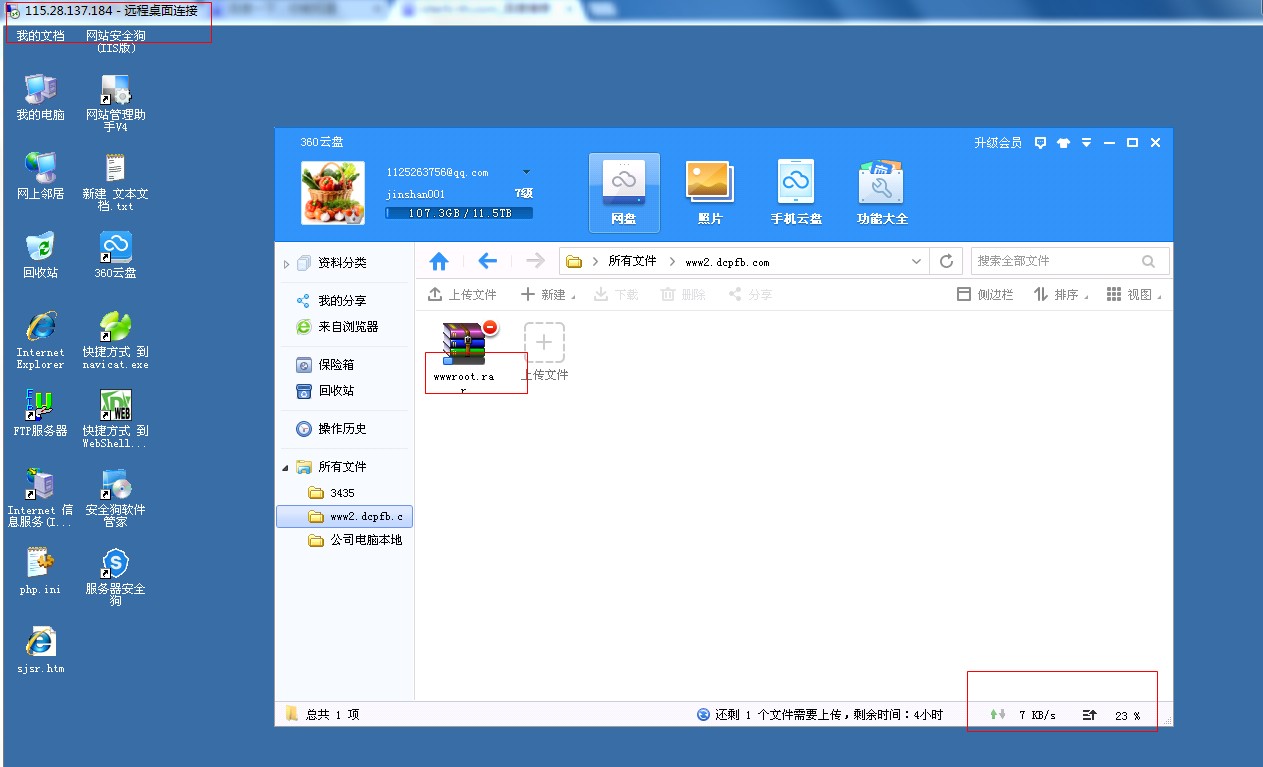 115.28.137.184 - 远程桌面连接
我的文档
网站安全狗
(IIS版)
我的电脑
网站管理助
手V4
网上邻居
新建 文本文
档.txt
回收站
360云盘
Internet
Explorer
快捷方式 到
navicat.exe
FTP服务器
快捷方式 到
WebShell...
Internet 信
息服务(I...
安全狗软件
管家
php.ini
服务器安全
狗
sjsr.htm
360云盘
升级会员
1125263756@qq.com
jinshan001
7级
107.3GB / 11.5TB
网盘
照片
手机云盘
功能大全
资料分类
我的分享
来自浏览器
保险箱
回收站
操作历史
所有文件
3435
www2.dcpfb.c
公司电脑本地
所有文件
www2.dcpfb.com
搜索全部文件
上传文件
新建
下载
删除
分享
侧边栏
排序
视图
wwwroot.ra
r
上传文件
总共 1 项
还剩 1 个文件需要上传，剩余时间：4小时
7 KB/s
23 %